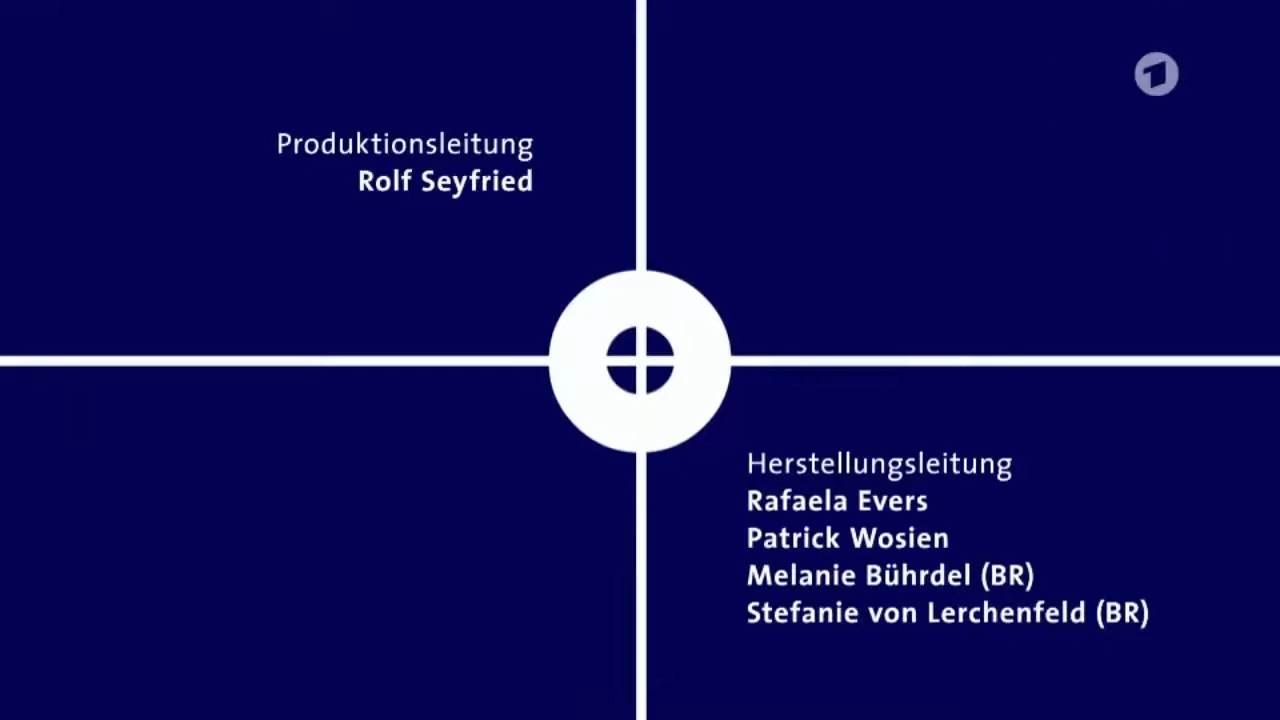 Produktionsleitung
Rolf Seyfried
Herstellungsleitung
Rafaela Evers
Patrick Wosien
Melanie Bührdel (BR)
Stefanie von Lerchenfeld (BR)